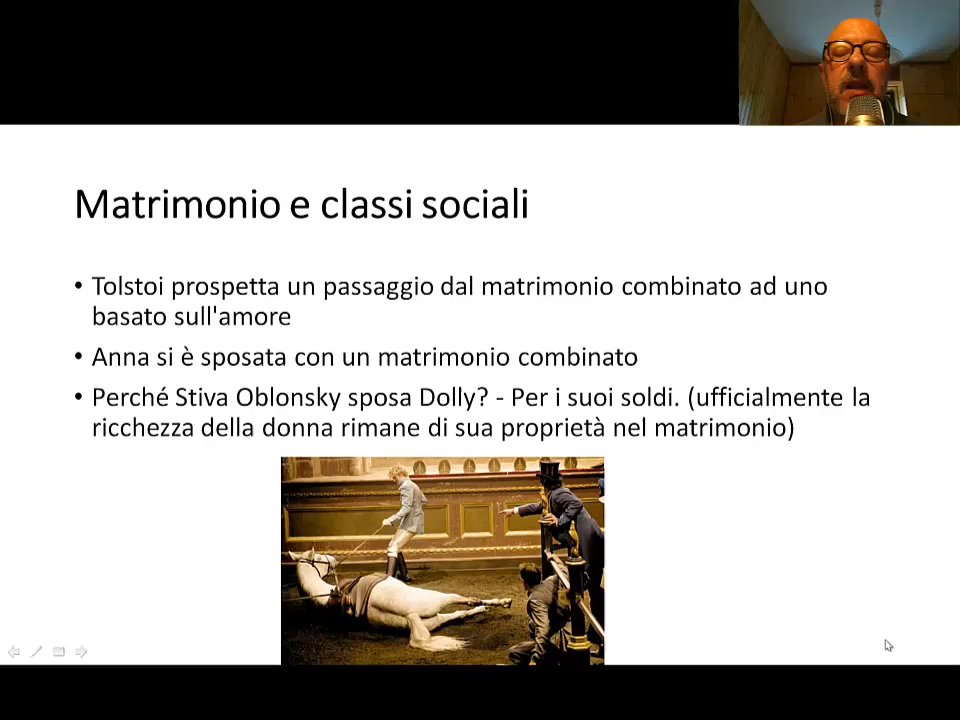 Matrimonio e classi sociali
• Tolstoi prospetta un passaggio dal matrimonio combinato ad uno
basato sull'amore
• Anna si è sposata con un matrimonio combinato
• Perché Stiva Oblonsky sposa Dolly? - Per i suoi soldi. (ufficialmente la
ricchezza della donna rimane di sua proprietà nel matrimonio)